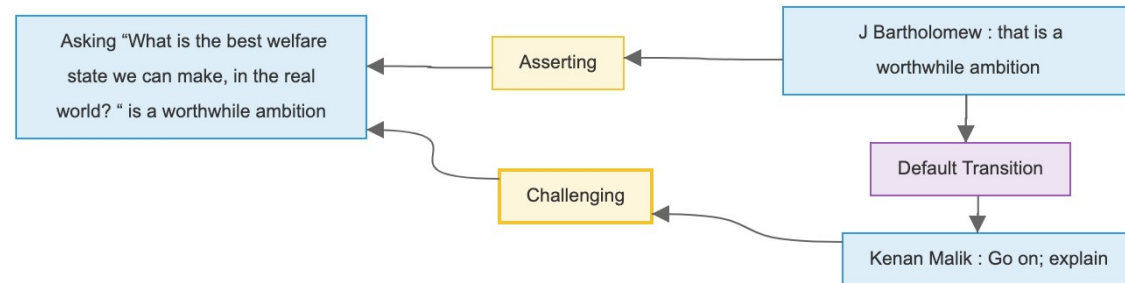 Asking “What is the best welfare
state we can make, in the real
world? “ is a worthwhile ambition
Asserting
J Bartholomew : that is a
worthwhile ambition
Default Transition
Challenging
Kenan Malik : Go on; explain